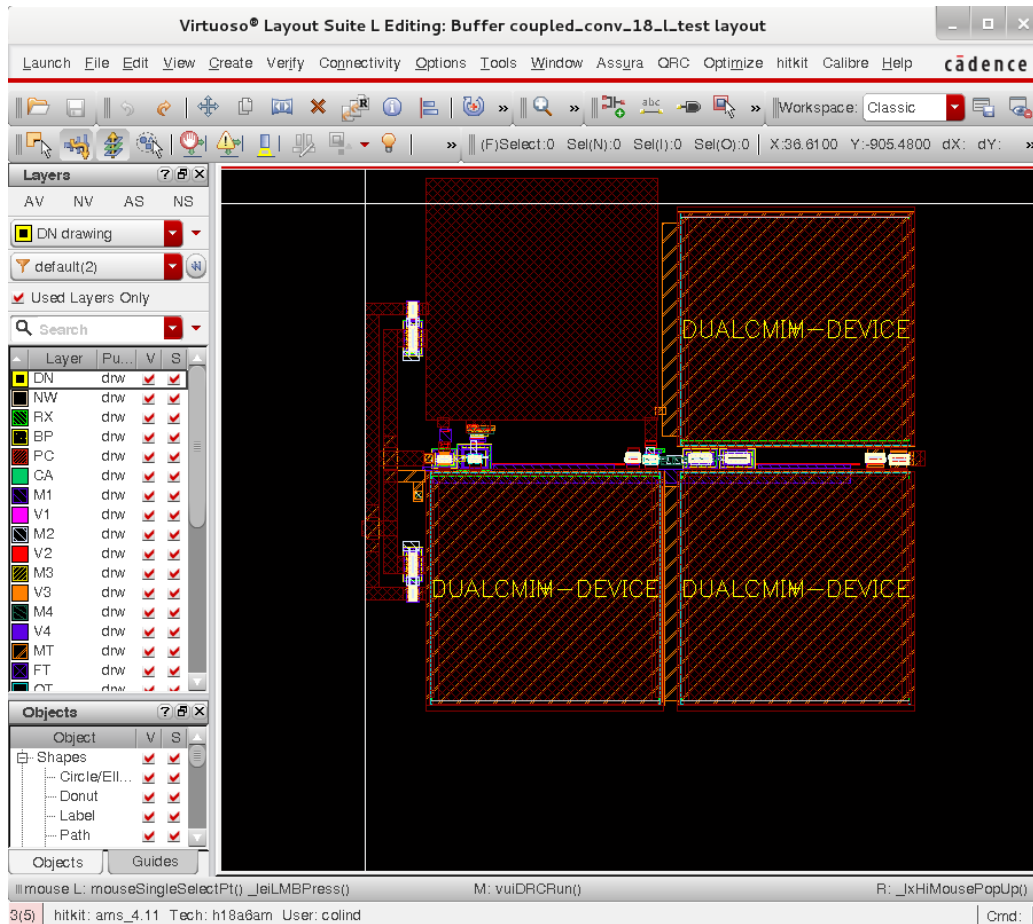 Virtuoso® Layout Suite L Editing: Buffer coupled_conv_18_l_test layout
Launch File Edit View Create Verify Connectivity Options Tools Window Assura QRC Optimize hitkit Calibre Help cādence
» » abc » Workspace: Classic
» (F)Select:0 Sel(N):0 Sel(I):0 Sel(O):0 X:36.6100 Y:-905.4800 dX: dY: »
Layers
AV NV AS NS
DN drawing
default(2)
Used Layers Only
Search
Layer Pu... V S
DN drw
NW drw
RX drw
BP drw
PC drw
CA drw
M1 drw
V1 drw
M2 drw
V2 drw
M3 drw
V3 drw
M4 drw
V4 drw
MT drw
FT drw
OT drw
DUALCMIM-DEVICE
DUALCMIM-DEVICE DUALCMIM-DEVICE
Objects
Object V S
Shapes
Circle/Ell...
Donut
Label
Path
Objects Guides
mouse L: mouseSingleSelectPt() _leiLMBPress() M: vuiDRCRun() R: _lxHiMousePopUp()
3(5) hitkit: ams_4.11 Tech: h18a6am User: colind Cmd: